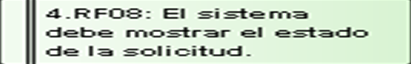 4.RF08: El sistema
debe mostrar el estado
de la solicitud.